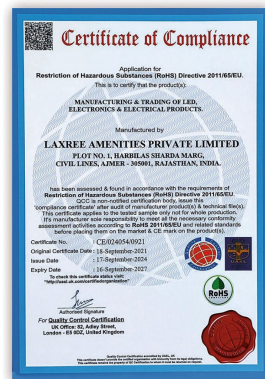 Certificate of Compliance
Application for
Restriction of Hazardous Substances (RoHS) Directive 2011/65/EU.
This is to certify that the product(s):
MANUFACTURING & TRADING OF LED,
ELECTRONICS & ELECTRICAL PRODUCTS.
Manufactured by
LAXREE AMENITIES PRIVATE LIMITED
PLOT NO. 1, HARBILAS SHARDA MARG,
CIVIL LINES, AJMER - 305001, RAJASTHAN, INDIA.
has been assessed & found in accordance with the requirements of
Restriction of Hazardous Substances (RoHS) Directive 2011/65/EU.
QCC is non-notified certification body, issue this
'compliance certificate' after audit of manufacturer product(s) & technical file(s).
This certificate applies to the tested sample only not for whole production.
It's manufacturer sole responsibility to meet all the necessary conformity
assessment activities according to RoHS 2011/65/EU and related standards
before placing them on the market & CE mark on the product(s).
Certificate No. : CE/024054/0921
Original Certificate Date : 18-September-2021
Issue Date : 17-September-2024
Expiry Date : 16-September-2027
To check this certificate status visit:
RoHS
Authorised Signature
For Quality Control Certification
UK Office: 52, Adley Street,
London - E5 0DZ, United Kingdom